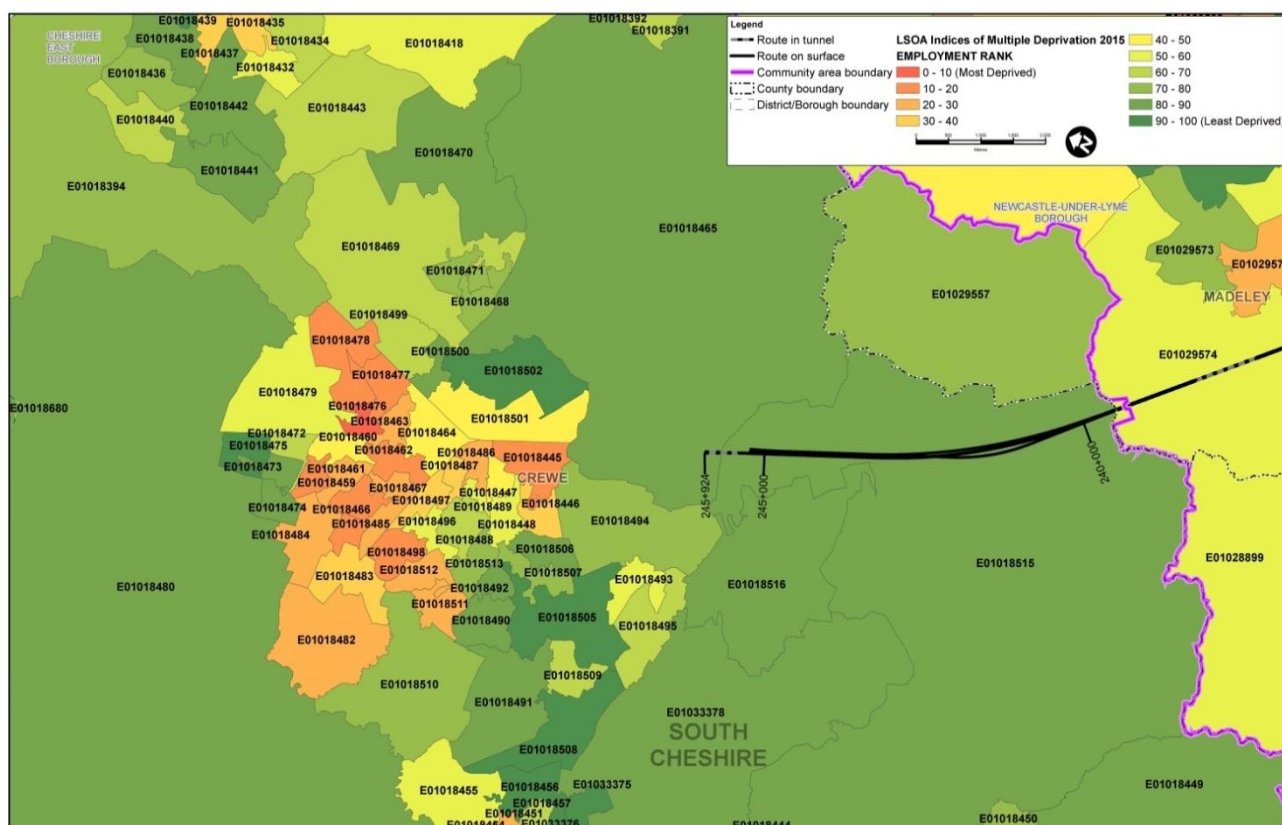 E01018439
E01018435
E01018392
E01018391
CHESHIRE
EAST
BOROUGH
E01018438
E01018437
E01018434
E01018418
E01018436
E01018432
E01018442
E01018443
E01018440
E01018470
E01018441
E01018394
Legend
Route in tunnel
Route on surface
Community area boundary
County boundary
District/Borough boundary
LSOA Indices of Multiple Deprivation 2015
EMPLOYMENT RANK
0 - 10 (Most Deprived)
10 - 20
20 - 30
30 - 40
40 - 50
50 - 60
60 - 70
70 - 80
80 - 90
90 - 100 (Least Deprived)
Metres
N
E01018465
NEWCASTLE-UNDER-LYME
BOROUGH
E01018469
E01029573
E01018471
E0102957
E01018468
E01029557
MADELEY
E01018499
E01018478
E01018500
E01029574
E01018502
E01018477
E01018479
E01018680
E01018476
E01018463
E01018501
E01018472
E01018460
E01018464
E01018475
E01018462
E01018486
E01018445
E01018473
E01018461
E01018487
CREWE
E01018459
E01018467
E01018447
E01018497
E01018446
E01018474
E01018466
E01018489
E01018485
E01018496
E01018448
E01018494
E01018484
E01018488
E01018498
E01018506
E01018513
E01018512
E01018507
E01018483
E01018493
E01018492
E01018511
E01018505
E01018490
E01018495
E01018480
E01018482
E01018509
E01018510
E01018491
E01018508
245+924
245+000
240+000
E01018516
E01018515
E01028899
E01033378
SOUTH
CHESHIRE
E01018449
E01018455
E01018456
E01033375
E01018457
E01018451
E01018454
E01033376
E01018444
E01018450